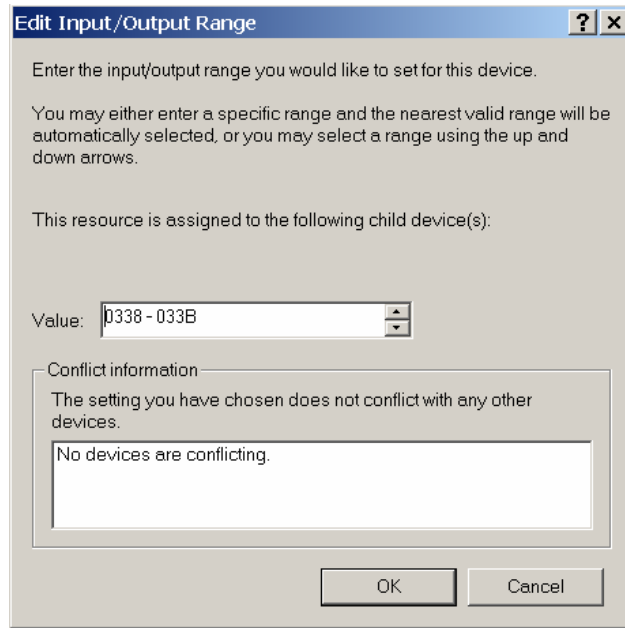 Edit Input/Output Range
Enter the input/output range you would like to set for this device.
You may either enter a specific range and the nearest valid range will be
automatically selected, or you may select a range using the up and
down arrows.
This resource is assigned to the following child device(s):
Value: 0338 - 033B
Conflict information
The setting you have chosen does not conflict with any other
devices.
No devices are conflicting.
OK Cancel